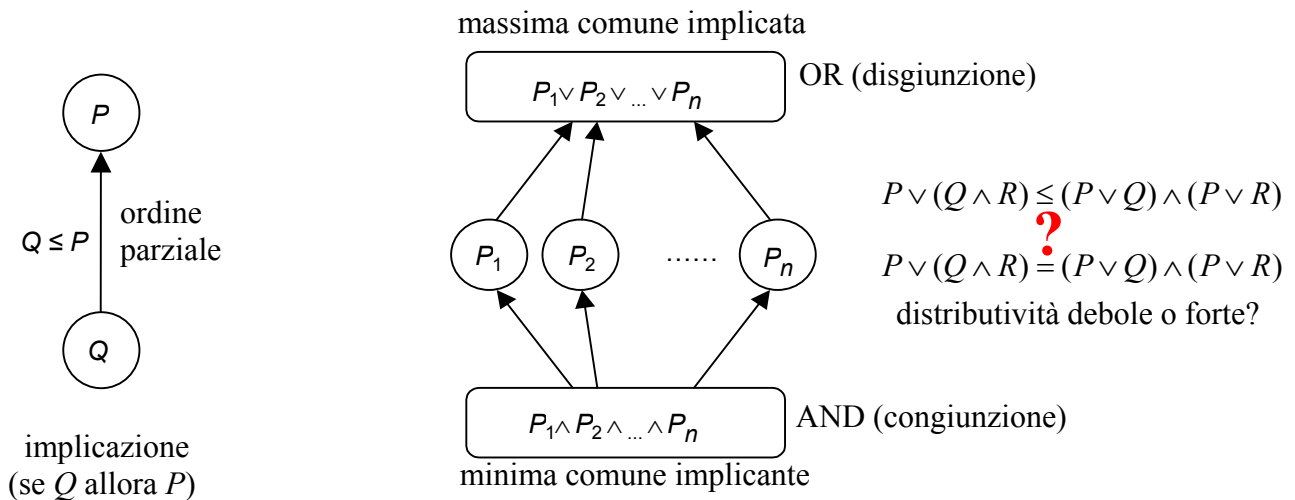 massima comune implicata
P₁∨ P₂ ∨ ... ∨ Pₙ
OR (disgiunzione)
P
Q ≤ P
ordine
parziale
Q
implicazione
(se Q allora P)
P₁
P₂
......
Pₙ
P ∨ (Q ∧ R) ≤ (P ∨ Q) ∧ (P ∨ R)
?
P ∨ (Q ∧ R) = (P ∨ Q) ∧ (P ∨ R)
distributività debole o forte?
P₁∧ P₂ ∧ ... ∧ Pₙ
AND (congiunzione)
minima comune implicante